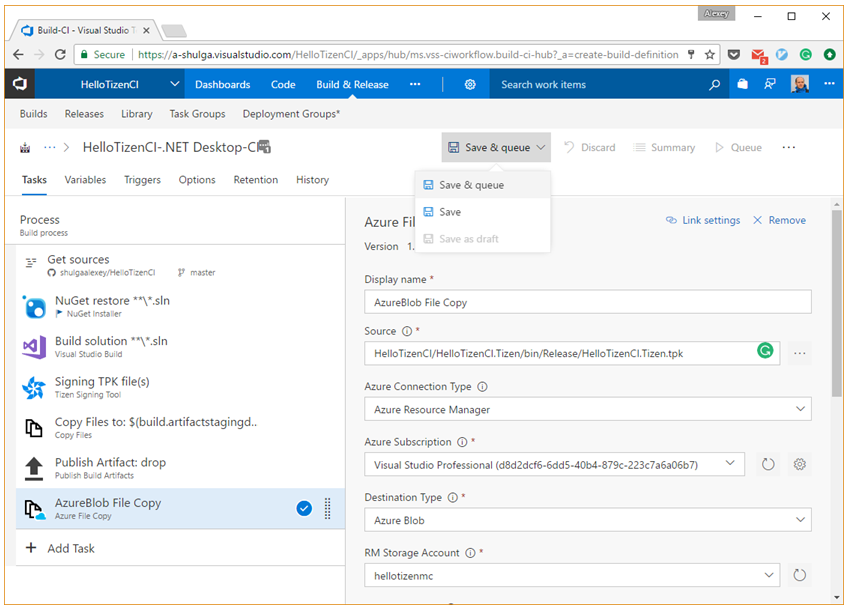 Alexey
Build-CI - Visual Studio T
Secure https://a-shulga.visualstudio.com/HelloTizenCI/_apps/hub/ms.vss-ciworkflow.build-ci-hub?_a=create-build-definition
2
HelloTizenCI Dashboards Code Build & Release ••• Search work items •••
Builds Releases Library Task Groups Deployment Groups*
••• > HelloTizenCI-.NET Desktop-C
Save & queue Discard Summary Queue •••
Tasks Variables Triggers Options Retention History
Save & queue
Save
Save as draft
Process
Build process
Get sources
shulgaalexey/HelloTizenCI master
NuGet restore **\*.sln
NuGet Installer
Build solution **\*.sln
Visual Studio Build
Signing TPK file(s)
Tizen Signing Tool
Copy Files to: $(build.artifactstagingd..
Copy Files
Publish Artifact: drop
Publish Build Artifacts
AzureBlob File Copy
Azure File Copy
+ Add Task
Azure Fil
Link settings Remove
Version 1.
Display name *
AzureBlob File Copy
Source *
HelloTizenCI/HelloTizenCI.Tizen/bin/Release/HelloTizenCI.Tizen.tpk
Azure Connection Type
Azure Resource Manager
Azure Subscription *
Visual Studio Professional (d8d2dcf6-6dd5-40b4-879c-223c7a6a06b7)
Destination Type *
Azure Blob
RM Storage Account *
hellotizenmc